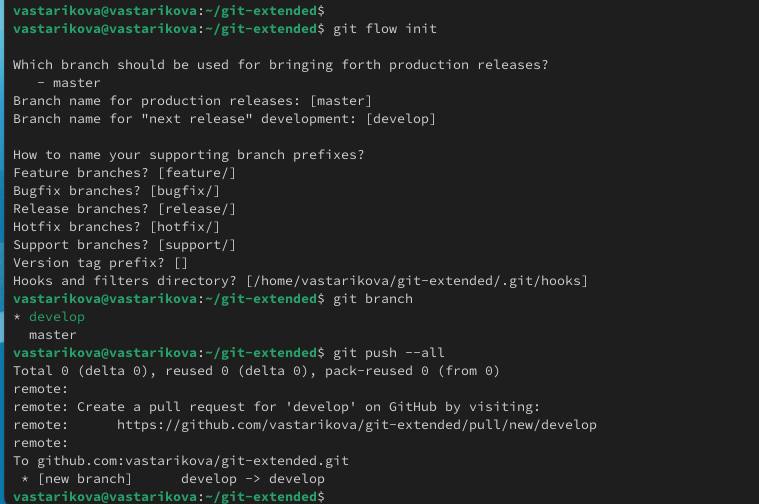 vastarikova@vastarikova:~/git-extended$
vastarikova@vastarikova:~/git-extended$ git flow init

Which branch should be used for bringing forth production releases?
   - master
Branch name for production releases: [master]
Branch name for "next release" development: [develop]

How to name your supporting branch prefixes?
Feature branches? [feature/]
Bugfix branches? [bugfix/]
Release branches? [release/]
Hotfix branches? [hotfix/]
Support branches? [support/]
Version tag prefix? []
Hooks and filters directory? [/home/vastarikova/git-extended/.git/hooks]
vastarikova@vastarikova:~/git-extended$ git branch
* develop
  master
vastarikova@vastarikova:~/git-extended$ git push --all
Total 0 (delta 0), reused 0 (delta 0), pack-reused 0 (from 0)
remote:
remote: Create a pull request for 'develop' on GitHub by visiting:
remote:      https://github.com/vastarikova/git-extended/pull/new/develop
remote:
To github.com:vastarikova/git-extended.git
 * [new branch]      develop -> develop
vastarikova@vastarikova:~/git-extended$